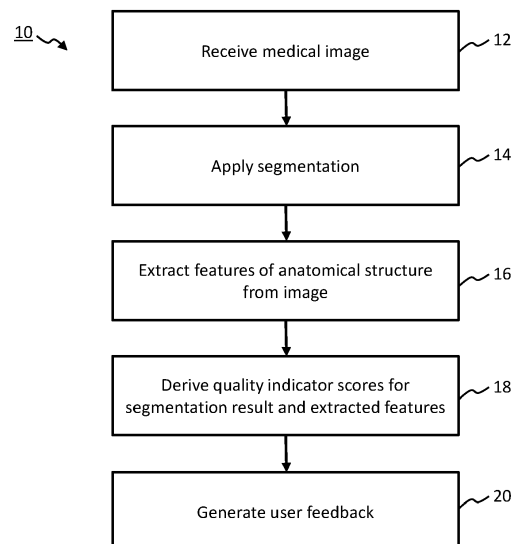 10
Receive medical image
12
Apply segmentation
14
Extract features of anatomical structure
from image
16
Derive quality indicator scores for
segmentation result and extracted features
18
Generate user feedback
20